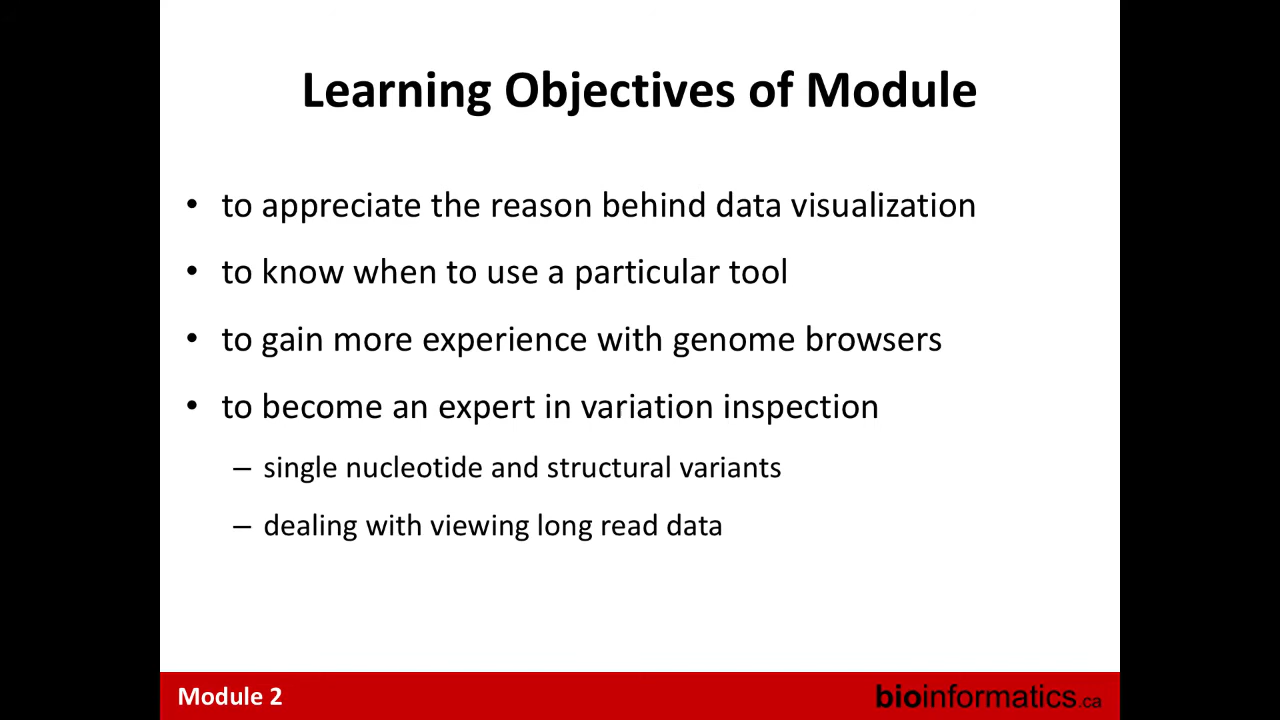 Learning Objectives of Module
• to appreciate the reason behind data visualization
• to know when to use a particular tool
• to gain more experience with genome browsers
• to become an expert in variation inspection
– single nucleotide and structural variants
– dealing with viewing long read data
Module 2
bioinformatics.ca